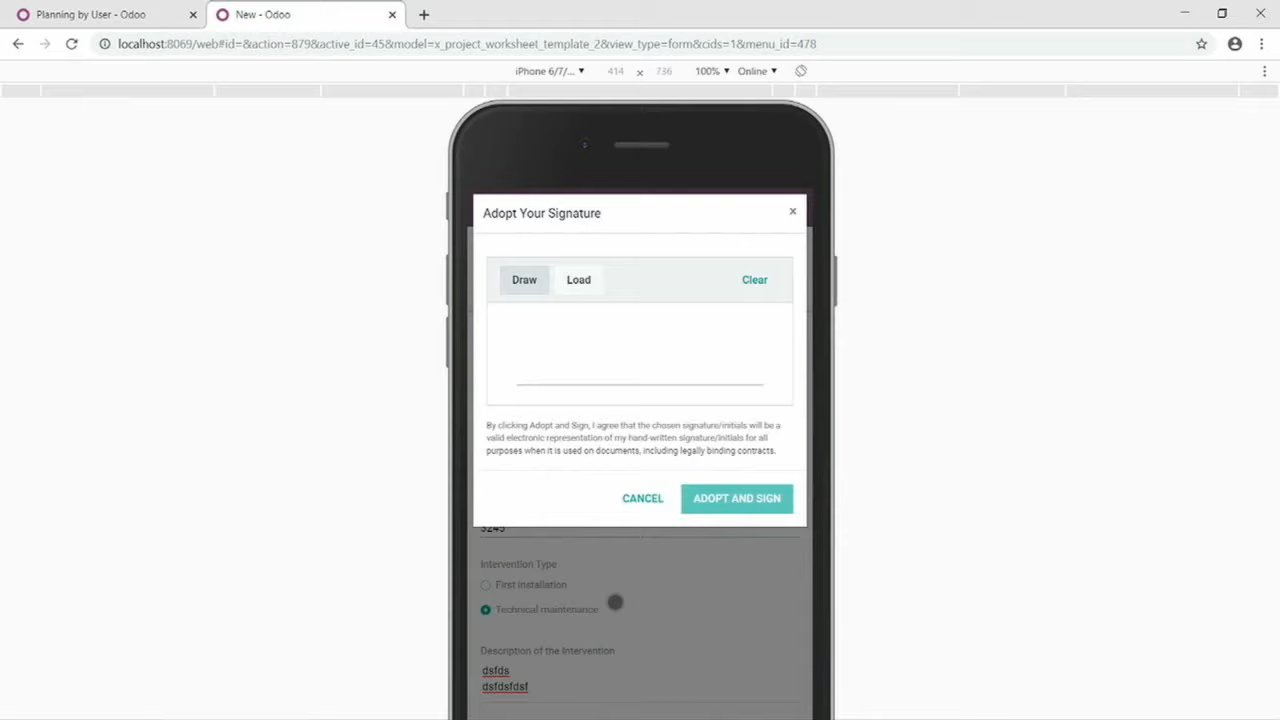 Planning by User - Odoo
New - Odoo
localhost:8069/web#id=&action=879&active_id=45&model=x_project_worksheet_template_2&view_type=form&cids=1&menu_id=478
iPhone 6/7/... 414 x 736 100% Online
Adopt Your Signature
Draw Load Clear
By clicking Adopt and Sign, I agree that the chosen signature/initials will be a
valid electronic representation of my hand-written signature/initials for all
purposes when it is used on documents, including legally binding contracts.
CANCEL ADOPT AND SIGN
Intervention Type
First installation
Technical maintenance
Description of the Intervention
dsfds
dsfdsfdsf